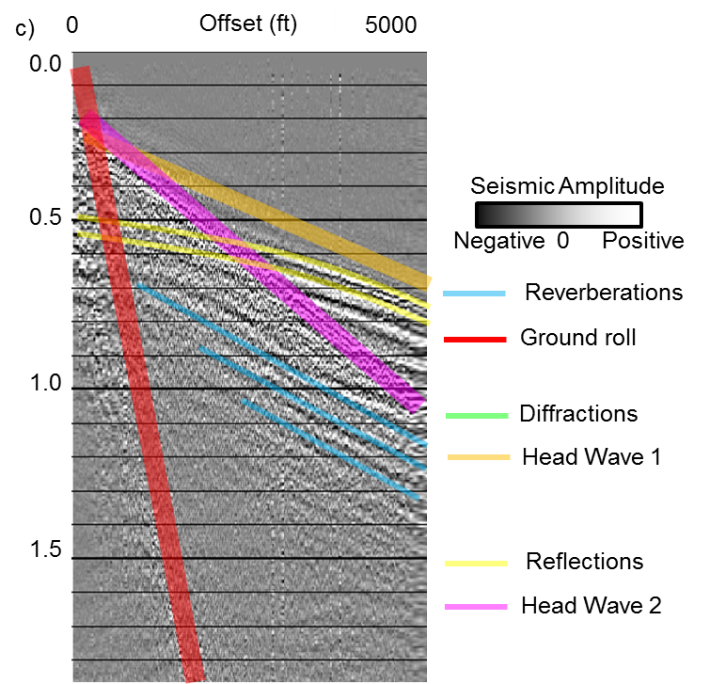 c) 0 Offset (ft) 5000
0.0
0.5
1.0
1.5
Seismic Amplitude
Negative 0 Positive
Reverberations
Ground roll
Diffractions
Head Wave 1
Reflections
Head Wave 2